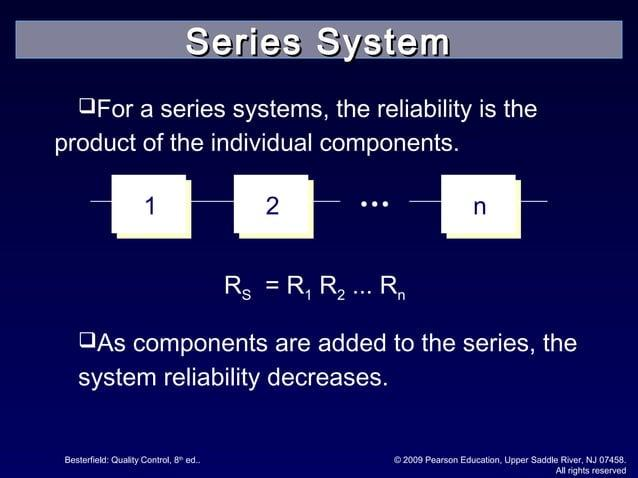 Series System
❑For a series systems, the reliability is the
product of the individual components.
1 2 ... n
RS = R1 R2 ... Rn
❑As components are added to the series, the
system reliability decreases.
Besterfield: Quality Control, 8th ed..
© 2009 Pearson Education, Upper Saddle River, NJ 07458.
All rights reserved